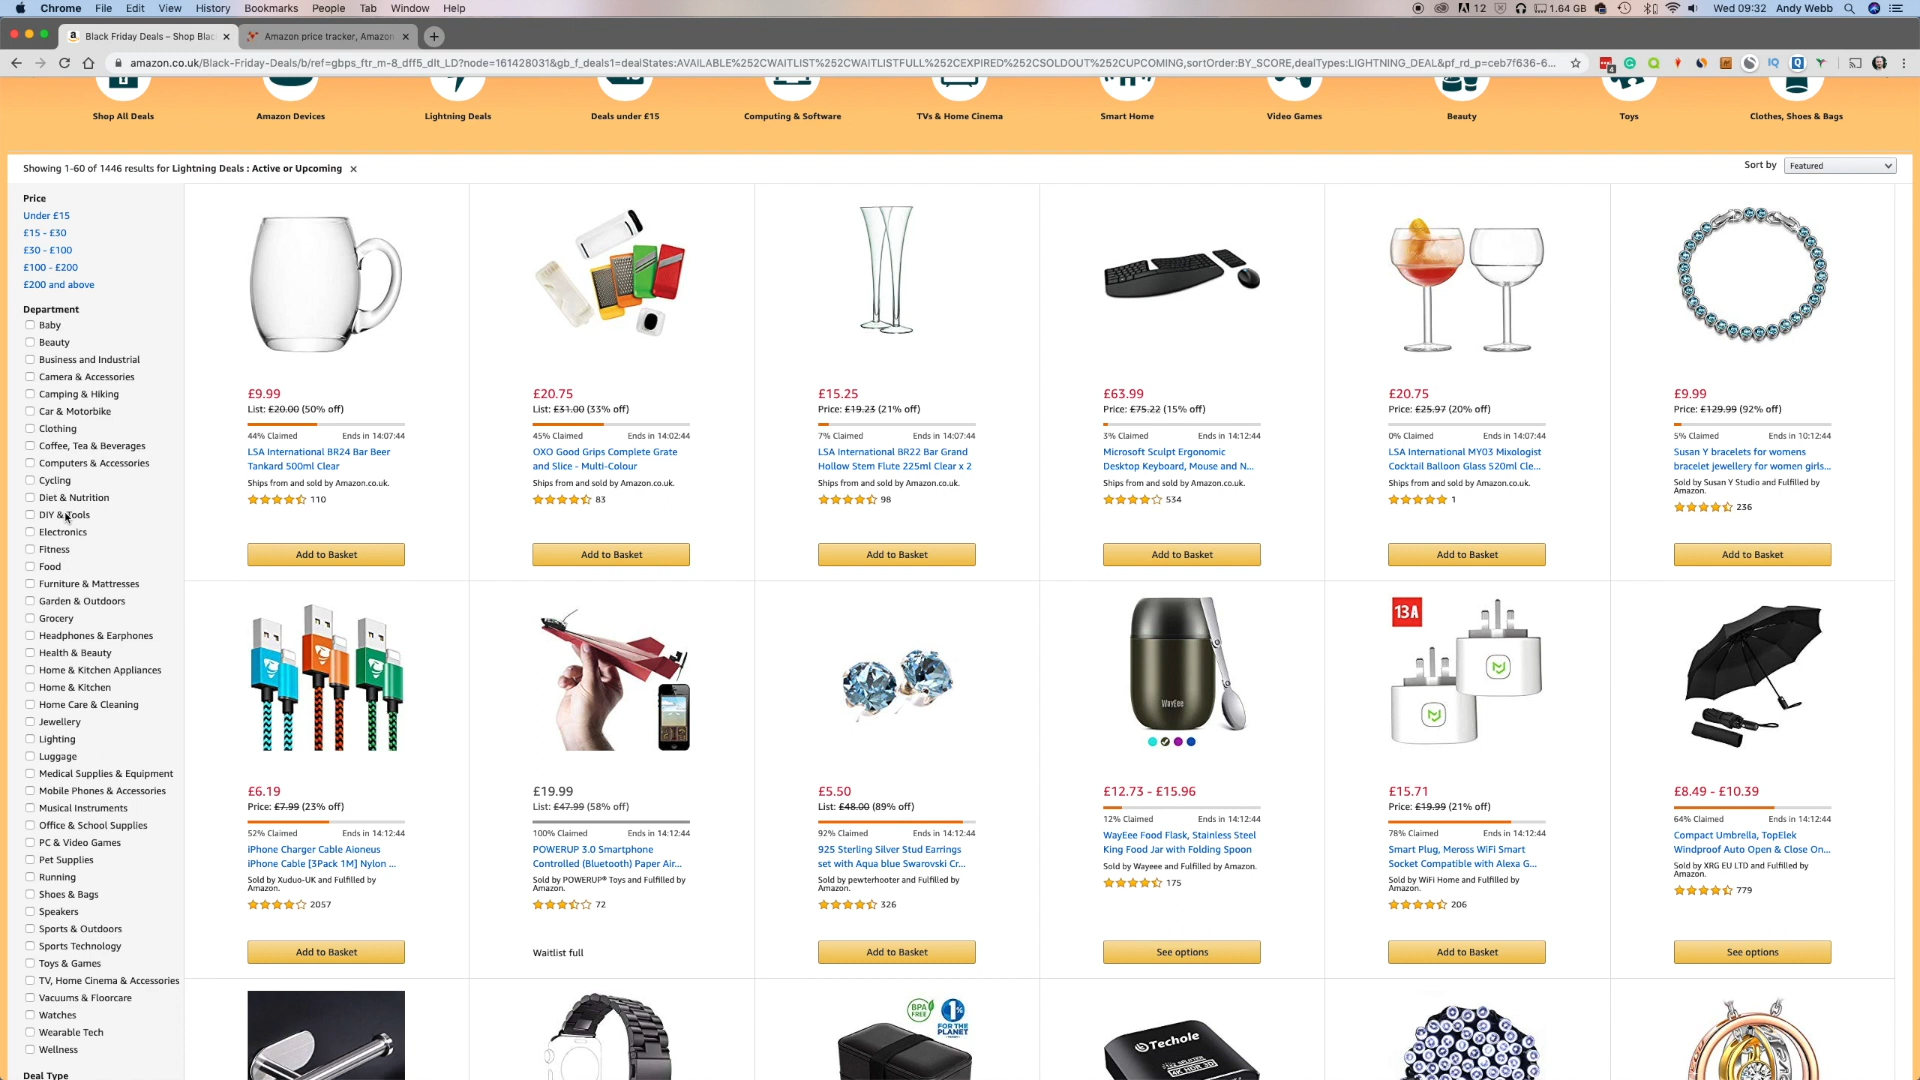 Chrome File Edit View History Bookmarks People Tab Window Help 12 1.64 GB Wed 09:32 Andy Webb
Black Friday Deals – Shop Blac Amazon price tracker, Amazon
amazon.co.uk/Black-Friday-Deals/b/ref=gbps_ftr_m-8_dff5_dlt_LD?node=161428031&gb_f_deals1=dealStates:AVAILABLE%252CWAITLIST%252CWAITLISTFULL%252CEXPIRED%252CSOLDOUT%252CUPCOMING,sortOrder:BY_SCORE,dealTypes:LIGHTNING_DEAL&pf_rd_p=ceb7f636-6...
Shop All Deals Amazon Devices Lightning Deals Deals under £15 Computing & Software TVs & Home Cinema Smart Home Video Games Beauty Toys Clothes, Shoes & Bags
Showing 1-60 of 1446 results for Lightning Deals : Active or Upcoming
Sort by Featured
Price
Under £15
£15 - £30
£30 - £100
£100 - £200
£200 and above
Department
Baby
Beauty
Business and Industrial
Camera & Accessories
Camping & Hiking
Car & Motorbike
Clothing
Coffee, Tea & Beverages
Computers & Accessories
Cycling
Diet & Nutrition
DIY & Tools
Electronics
Fitness
Food
Furniture & Mattresses
Garden & Outdoors
Grocery
Headphones & Earphones
Health & Beauty
Home & Kitchen Appliances
Home & Kitchen
Home Care & Cleaning
Jewellery
Lighting
Luggage
Medical Supplies & Equipment
Mobile Phones & Accessories
Musical Instruments
Office & School Supplies
PC & Video Games
Pet Supplies
Running
Shoes & Bags
Speakers
Sports & Outdoors
Sports Technology
Toys & Games
TV, Home Cinema & Accessories
Vacuums & Floorcare
Watches
Wearable Tech
Wellness
Deal Type
£9.99
List: £20.00 (50% off)
44% Claimed Ends in 14:07:44
LSA International BR24 Bar Beer
Tankard 500ml Clear
Ships from and sold by Amazon.co.uk.
110
Add to Basket
£20.75
List: £31.00 (33% off)
45% Claimed Ends in 14:02:44
OXO Good Grips Complete Grate
and Slice - Multi-Colour
Ships from and sold by Amazon.co.uk.
83
Add to Basket
£15.25
Price: £19.23 (21% off)
7% Claimed Ends in 14:07:44
LSA International BR22 Bar Grand
Hollow Stem Flute 225ml Clear x 2
Ships from and sold by Amazon.co.uk.
98
Add to Basket
£63.99
Price: £75.22 (15% off)
3% Claimed Ends in 14:12:44
Microsoft Sculpt Ergonomic
Desktop Keyboard, Mouse and N...
Ships from and sold by Amazon.co.uk.
534
Add to Basket
£20.75
Price: £25.97 (20% off)
0% Claimed Ends in 14:07:44
LSA International MY03 Mixologist
Cocktail Balloon Glass 520ml Cle...
Ships from and sold by Amazon.co.uk.
1
Add to Basket
£9.99
Price: £129.99 (92% off)
5% Claimed Ends in 10:12:44
Susan Y bracelets for womens
bracelet jewellery for women girls...
Sold by Susan Y Studio and Fulfilled by
Amazon.
236
Add to Basket
£6.19
Price: £7.99 (23% off)
52% Claimed Ends in 14:12:44
iPhone Charger Cable Aioneus
iPhone Cable [3Pack 1M] Nylon ...
Sold by Xuduo-UK and Fulfilled by
Amazon.
2057
Add to Basket
£19.99
List: £47.99 (58% off)
100% Claimed Ends in 14:12:44
POWERUP 3.0 Smartphone
Controlled (Bluetooth) Paper Air...
Sold by POWERUP® Toys and Fulfilled by
Amazon.
72
Waitlist full
£5.50
List: £48.00 (89% off)
92% Claimed Ends in 14:12:44
925 Sterling Silver Stud Earrings
set with Aqua blue Swarovski Cr...
Sold by pewterhooter and Fulfilled by
Amazon.
326
Add to Basket
WayEee
£12.73 - £15.96
12% Claimed Ends in 14:12:44
WayEee Food Flask, Stainless Steel
King Food Jar with Folding Spoon
Sold by Wayeee and Fulfilled by Amazon.
175
See options
13A
£15.71
Price: £19.99 (21% off)
78% Claimed Ends in 14:12:44
Smart Plug, Meross WiFi Smart
Socket Compatible with Alexa G...
Sold by WiFi Home and Fulfilled by
Amazon.
206
Add to Basket
£8.49 - £10.39
64% Claimed Ends in 14:12:44
Compact Umbrella, TopElek
Windproof Auto Open & Close On...
Sold by XRG EU LTD and Fulfilled by
Amazon.
779
See options
BPA
FREE
1%
FOR THE
PLANET
Techole